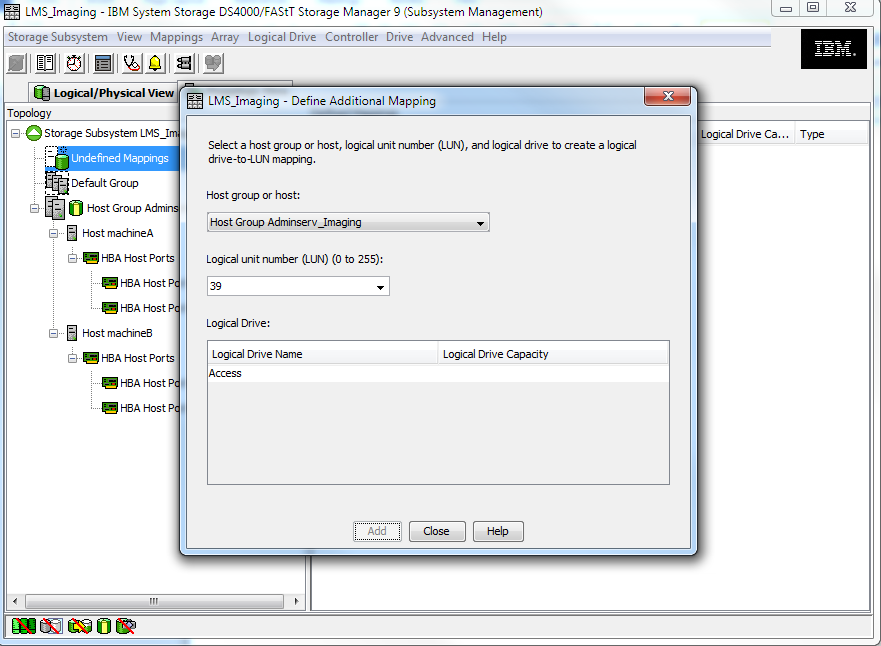 LMS_Imaging - IBM System Storage DS4000/FAStT Storage Manager 9 (Subsystem Management)
Storage Subsystem View Mappings Array Logical Drive Controller Drive Advanced Help
IBM.
Logical/Physical View
Topology
Storage Subsystem LMS_Ima
Undefined Mappings
Default Group
Host Group Admins
Host machineA
HBA Host Ports
HBA Host Po
HBA Host Po
Host machineB
HBA Host Ports
HBA Host Po
HBA Host Po
Logical Drive Ca... Type
LMS_Imaging - Define Additional Mapping
Select a host group or host, logical unit number (LUN), and logical drive to create a logical
drive-to-LUN mapping.
Host group or host:
Host Group Adminserv_Imaging
Logical unit number (LUN) (0 to 255):
39
Logical Drive:
Logical Drive Name Logical Drive Capacity
Access
Add Close Help